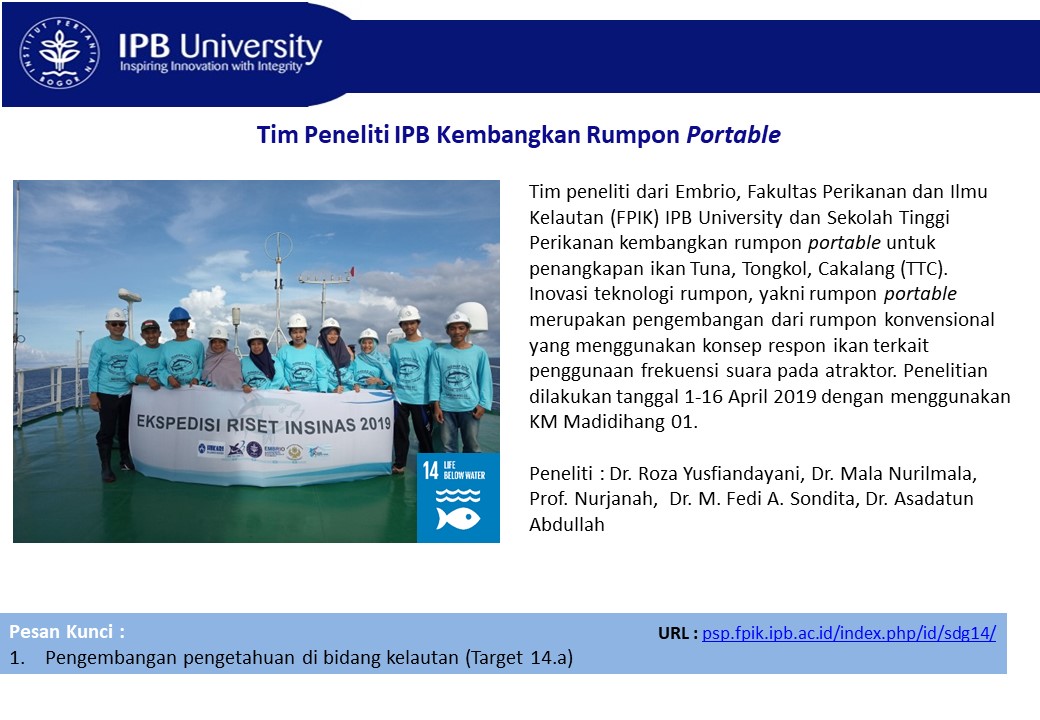 INSTITUT PERTANIAN BOGOR
IPB University
Inspiring Innovation with Integrity
Tim Peneliti IPB Kembangkan Rumpon Portable
Tim peneliti dari Embrio, Fakultas Perikanan dan Ilmu
Kelautan (FPIK) IPB University dan Sekolah Tinggi
Perikanan kembangkan rumpon portable untuk
penangkapan ikan Tuna, Tongkol, Cakalang (TTC).
Inovasi teknologi rumpon, yakni rumpon portable
merupakan pengembangan dari rumpon konvensional
yang menggunakan konsep respon ikan terkait
penggunaan frekuensi suara pada atraktor. Penelitian
dilakukan tanggal 1-16 April 2019 dengan menggunakan
KM Madidihang 01.
Peneliti : Dr. Roza Yusfiandayani, Dr. Mala Nurilmala,
Prof. Nurjanah, Dr. M. Fedi A. Sondita, Dr. Asadatun
Abdullah
EKSPEDISI RISET INSINAS 2019
14 LIFE
BELOW WATER
Pesan Kunci :
URL : psp.fpik.ipb.ac.id/index.php/id/sdg14/
1. Pengembangan pengetahuan di bidang kelautan (Target 14.a)